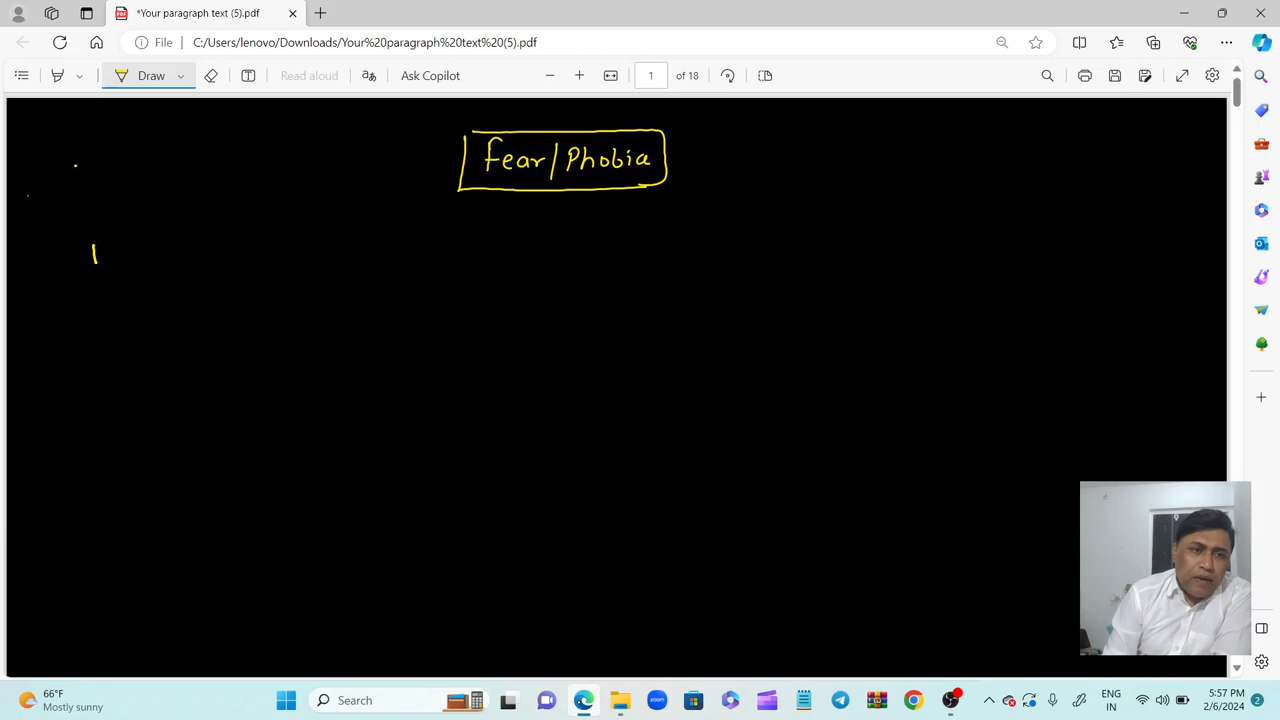 *Your paragraph text (5).pdf
File
C:/Users/lenovo/Downloads/Your%20paragraph%20text%20(5).pdf
Draw
Read aloud
Ask Copilot
1
of 18
Fear/Phobia
66°F
Mostly sunny
Search
ENG
IN
5:57 PM
2/6/2024
2